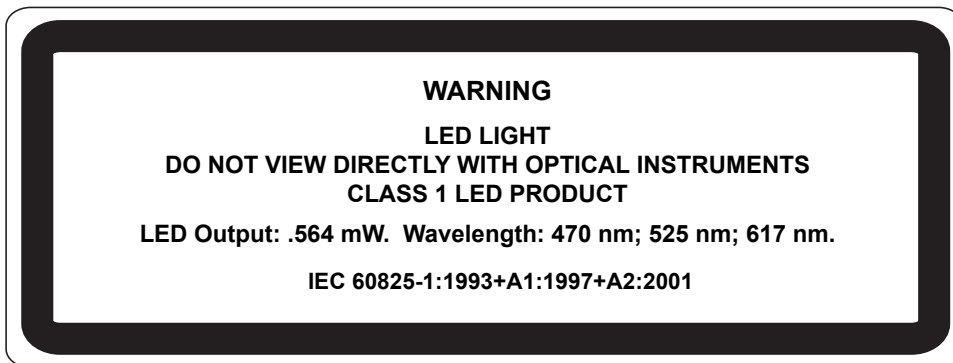 WARNING
LED LIGHT
DO NOT VIEW DIRECTLY WITH OPTICAL INSTRUMENTS
CLASS 1 LED PRODUCT
LED Output: .564 mW.  Wavelength: 470 nm; 525 nm; 617 nm.
IEC 60825-1:1993+A1:1997+A2:2001